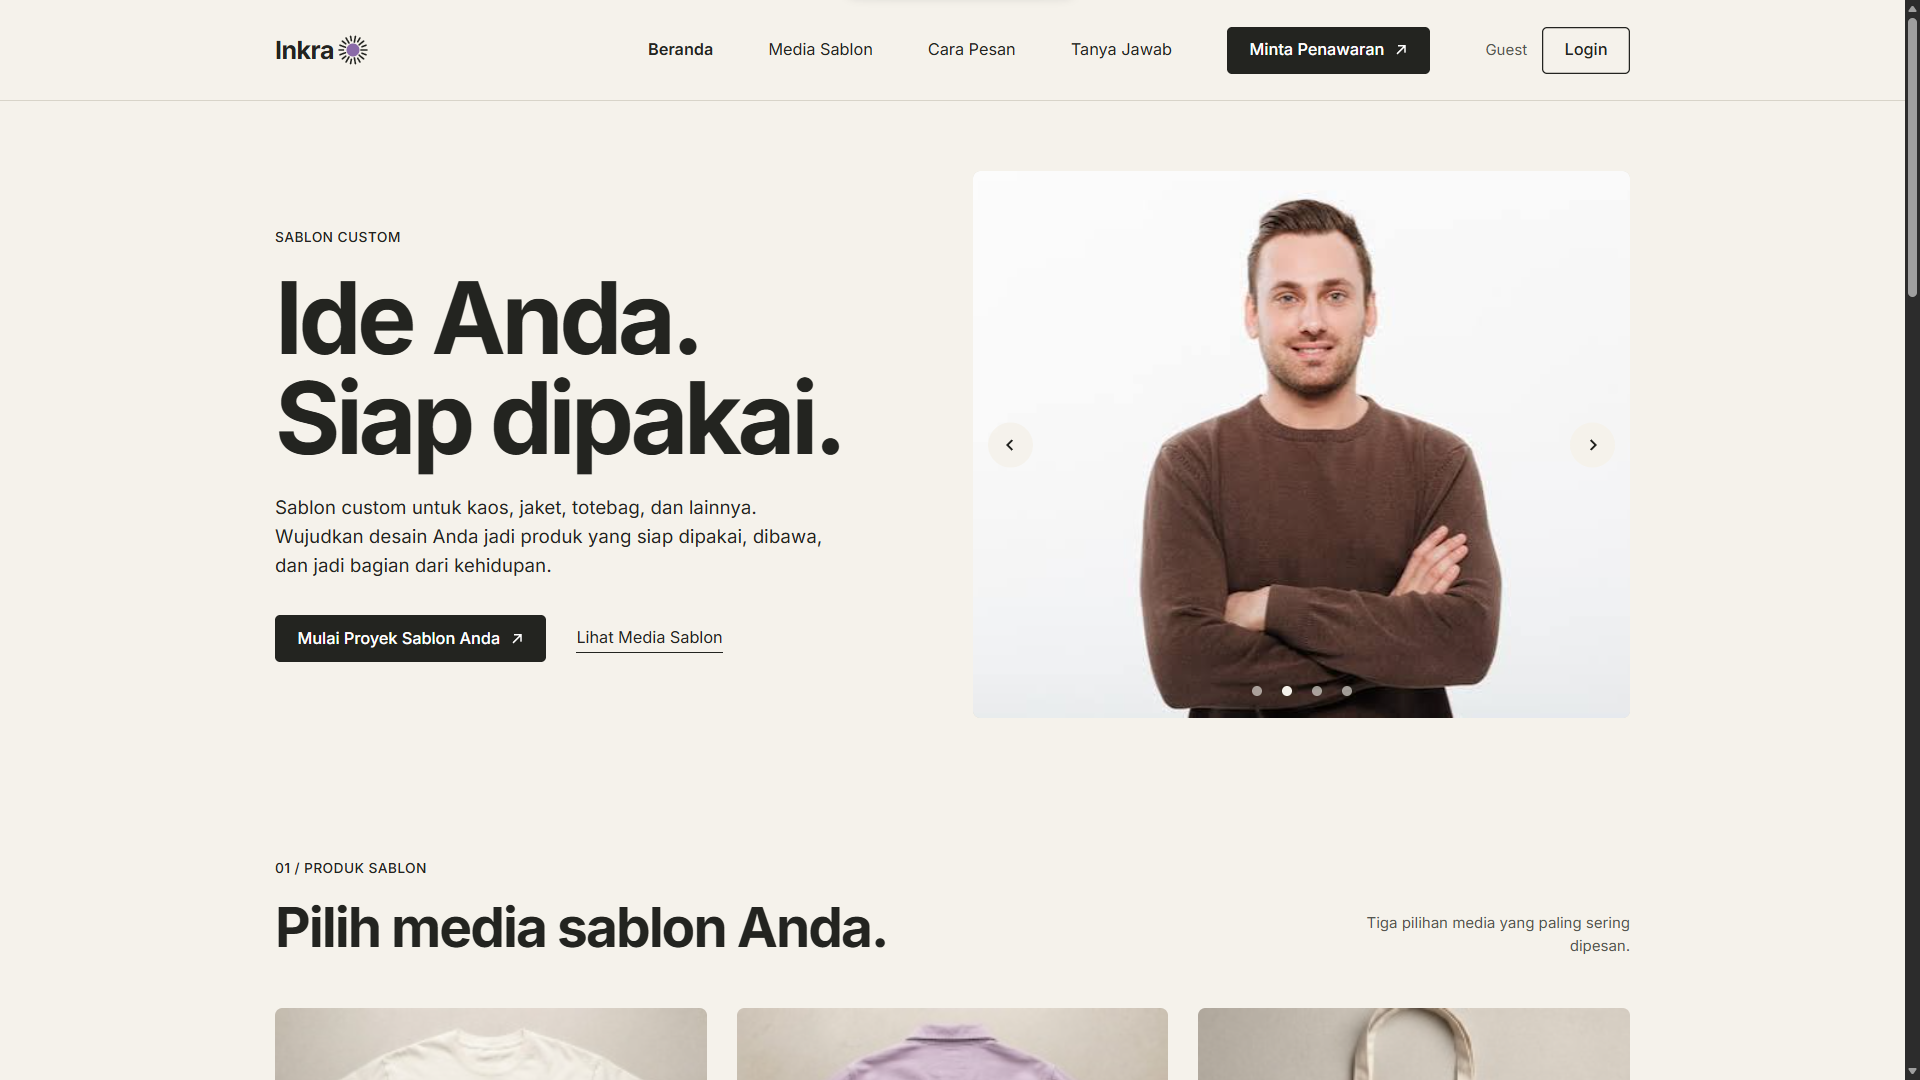 Inkra
Beranda
Media Sablon
Cara Pesan
Tanya Jawab
Minta Penawaran
Guest
Login
SABLON CUSTOM
Ide Anda.
Siap dipakai.
Sablon custom untuk kaos, jaket, totebag, dan lainnya.
Wujudkan desain Anda jadi produk yang siap dipakai, dibawa,
dan jadi bagian dari kehidupan.
Mulai Proyek Sablon Anda
Lihat Media Sablon
01 / PRODUK SABLON
Pilih media sablon Anda.
Tiga pilihan media yang paling sering
dipesan.